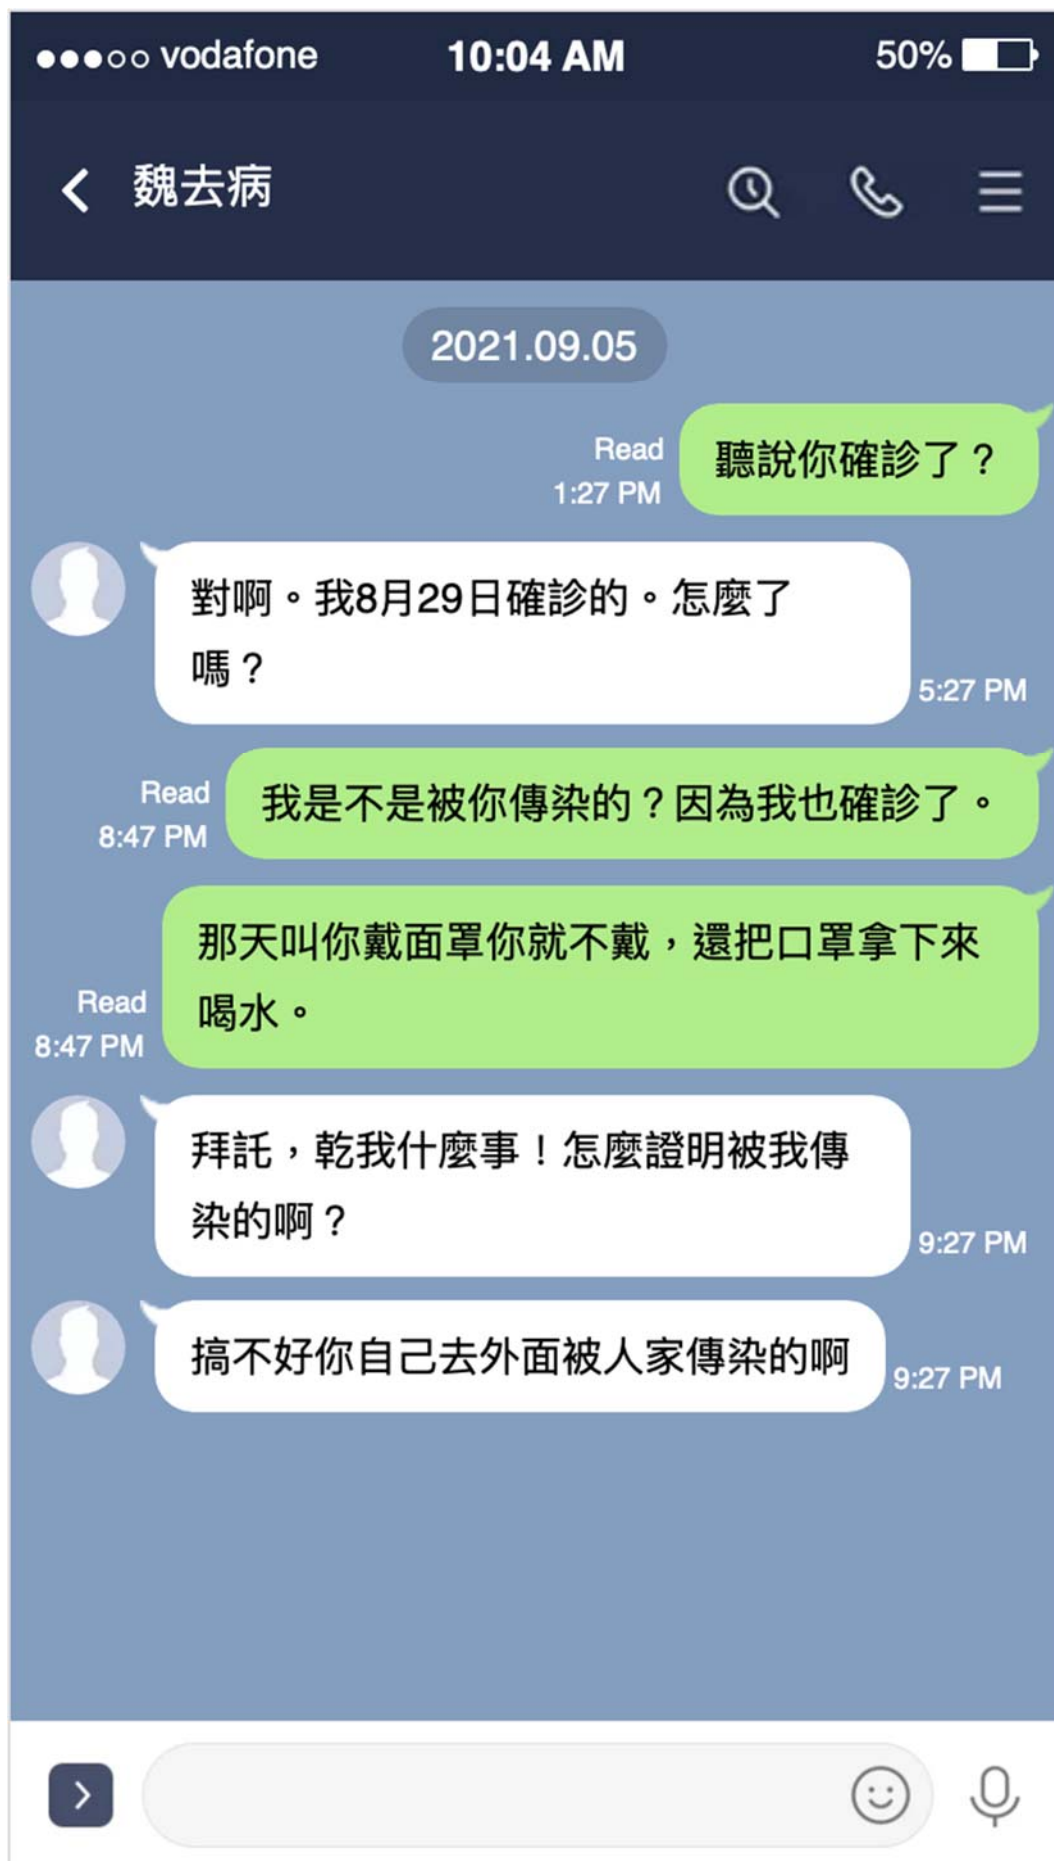 vodafone 10:04 AM 50%
魏去病
2021.09.05
聽說你確診了？
Read
1:27 PM
對啊。我8月29日確診的。怎麼了
嗎？
5:27 PM
我是不是被你傳染的？因為我也確診了。
Read
8:47 PM
那天叫你戴面罩你就不戴，還把口罩拿下來
喝水。
Read
8:47 PM
拜託，乾我什麼事！怎麼證明被我傳
染的啊？
9:27 PM
搞不好你自己去外面被人家傳染的啊
9:27 PM